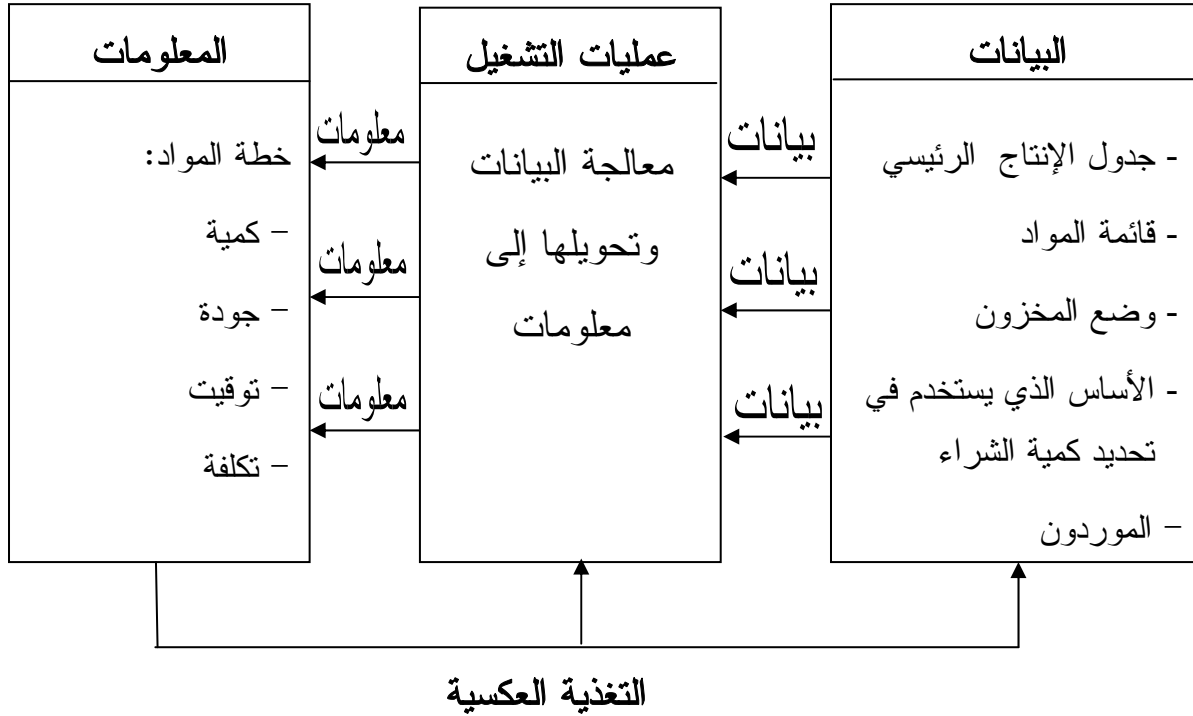 البيانات
- جدول الإنتاج الرئيسي
- قائمة المواد
- وضع المخزون
- الأساس الذي يستخدم في
تحديد كمية الشراء
– الموردون
بيانات
بيانات
بيانات
عمليات التشغيل
معالجة البيانات
وتحويلها إلى
معلومات
معلومات
معلومات
معلومات
المعلومات
خطة المواد:
– كمية
– جودة
– توقيت
– تكلفة
التغذية العكسية